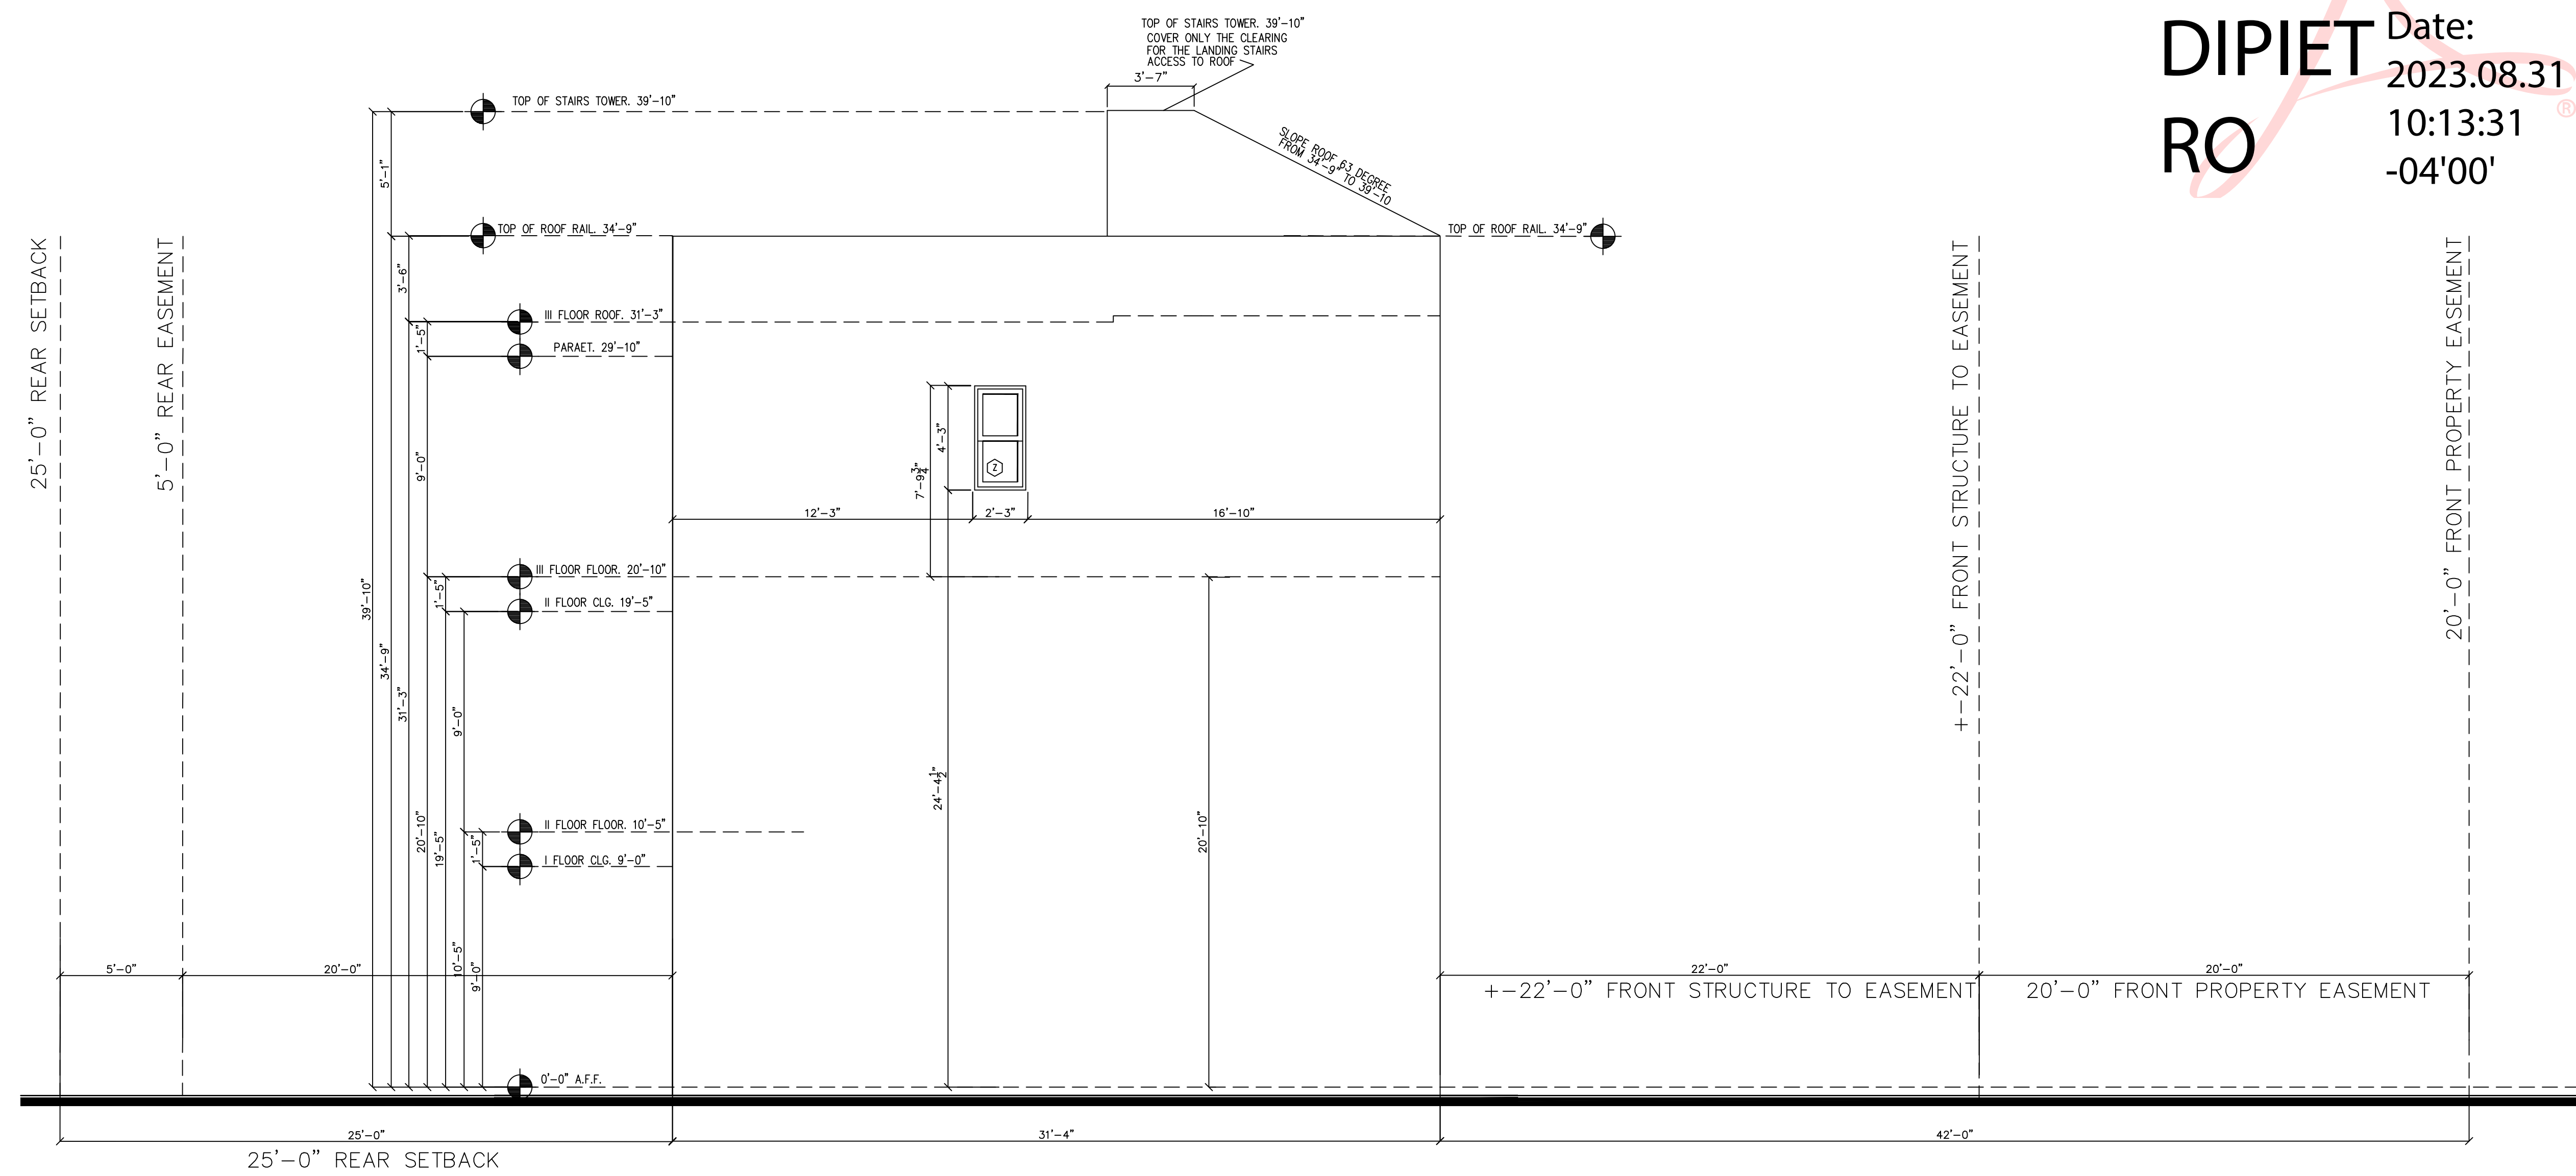 TOP OF STAIRS TOWER. 39'-10"
COVER ONLY THE CLEARING
FOR THE LANDING STAIRS
ACCESS TO ROOF
3'-7"
DIPIET
RO
Date:
2023.08.31
10:13:31
-04'00'
®
TOP OF STAIRS TOWER. 39'-10"
SLOPE ROOF 63 DEGREE
FROM 34'-9" TO 39'-10
5'-1"
TOP OF ROOF RAIL. 34'-9"
TOP OF ROOF RAIL. 34'-9"
25'-0" REAR SETBACK
5'-0" REAR EASEMENT
3'-6"
III FLOOR ROOF. 31'-3"
1'-5"
PARAET. 29'-10"
+-22'-0" FRONT STRUCTURE TO EASEMENT
20'-0" FRONT PROPERTY EASEMENT
9'-0"
4'-3"
7'-9 3/4"
Z
12'-3"
2'-3"
16'-10"
III FLOOR FLOOR. 20'-10"
1'-5"
II FLOOR CLG. 19'-5"
39'-10"
34'-9"
31'-3"
9'-0"
24'-4 1/2"
20'-10"
20'-10"
19'-5"
II FLOOR FLOOR. 10'-5"
1'-5"
I FLOOR CLG. 9'-0"
10'-5"
9'-0"
5'-0"
20'-0"
22'-0"
20'-0"
+-22'-0" FRONT STRUCTURE TO EASEMENT
20'-0" FRONT PROPERTY EASEMENT
0'-0" A.F.F.
25'-0"
31'-4"
42'-0"
25'-0" REAR SETBACK